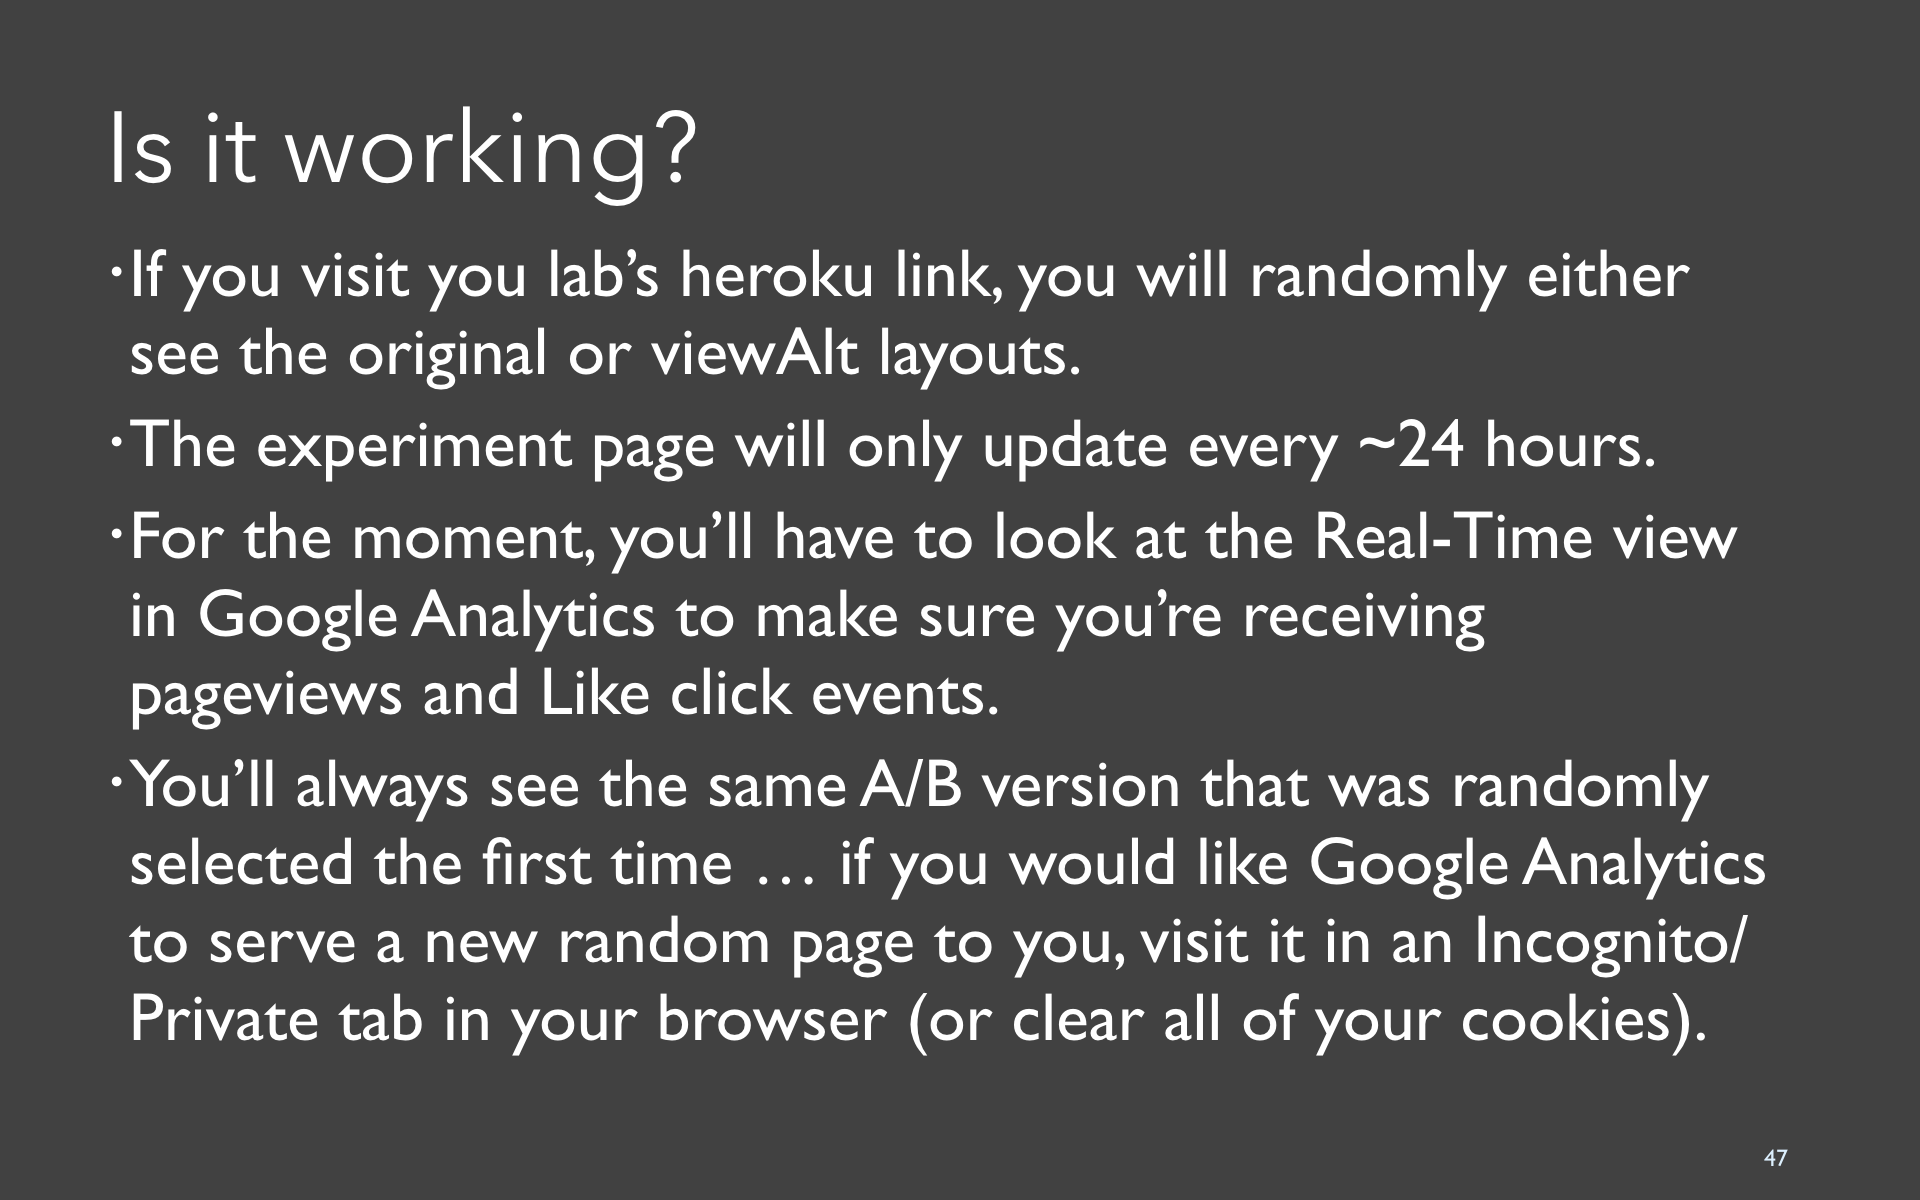 Is it working?
·If you visit you lab’s heroku link, you will randomly either
see the original or viewAlt layouts.
·The experiment page will only update every ~24 hours.
·For the moment, you’ll have to look at the Real-Time view
in Google Analytics to make sure you’re receiving
pageviews and Like click events.
·You’ll always see the same A/B version that was randomly
selected the first time … if you would like Google Analytics
to serve a new random page to you, visit it in an Incognito/
Private tab in your browser (or clear all of your cookies).
47